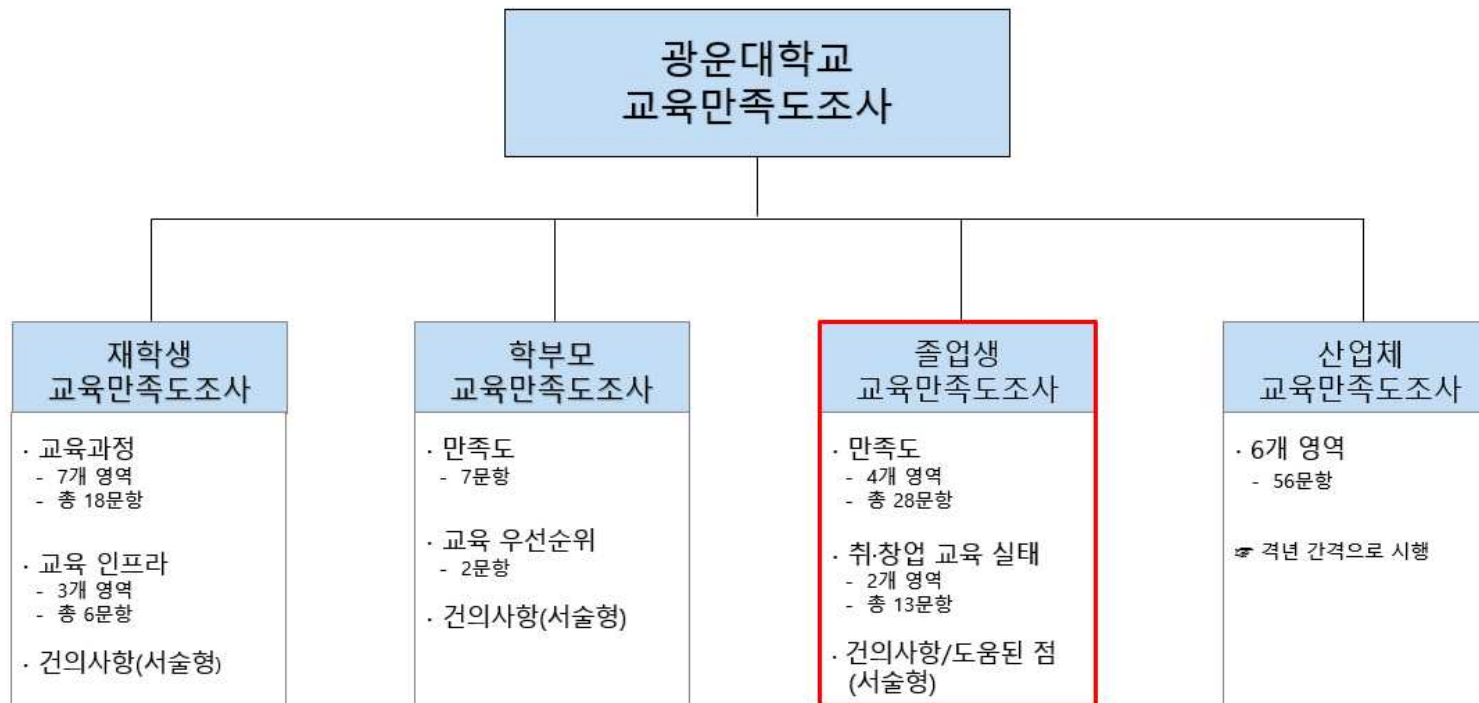 광운대학교
교육만족도조사
재학생
교육만족도조사
· 교육과정
- 7개 영역
- 총 18문항
· 교육 인프라
- 3개 영역
- 총 6문항
· 건의사항(서술형)
학부모
교육만족도조사
· 만족도
- 7문항
· 교육 우선순위
- 2문항
· 건의사항(서술형)
졸업생
교육만족도조사
· 만족도
- 4개 영역
- 총 28문항
· 취·창업 교육 실태
- 2개 영역
- 총 13문항
· 건의사항/도움된 점
(서술형)
산업체
교육만족도조사
· 6개 영역
- 56문항
☞ 격년 간격으로 시행